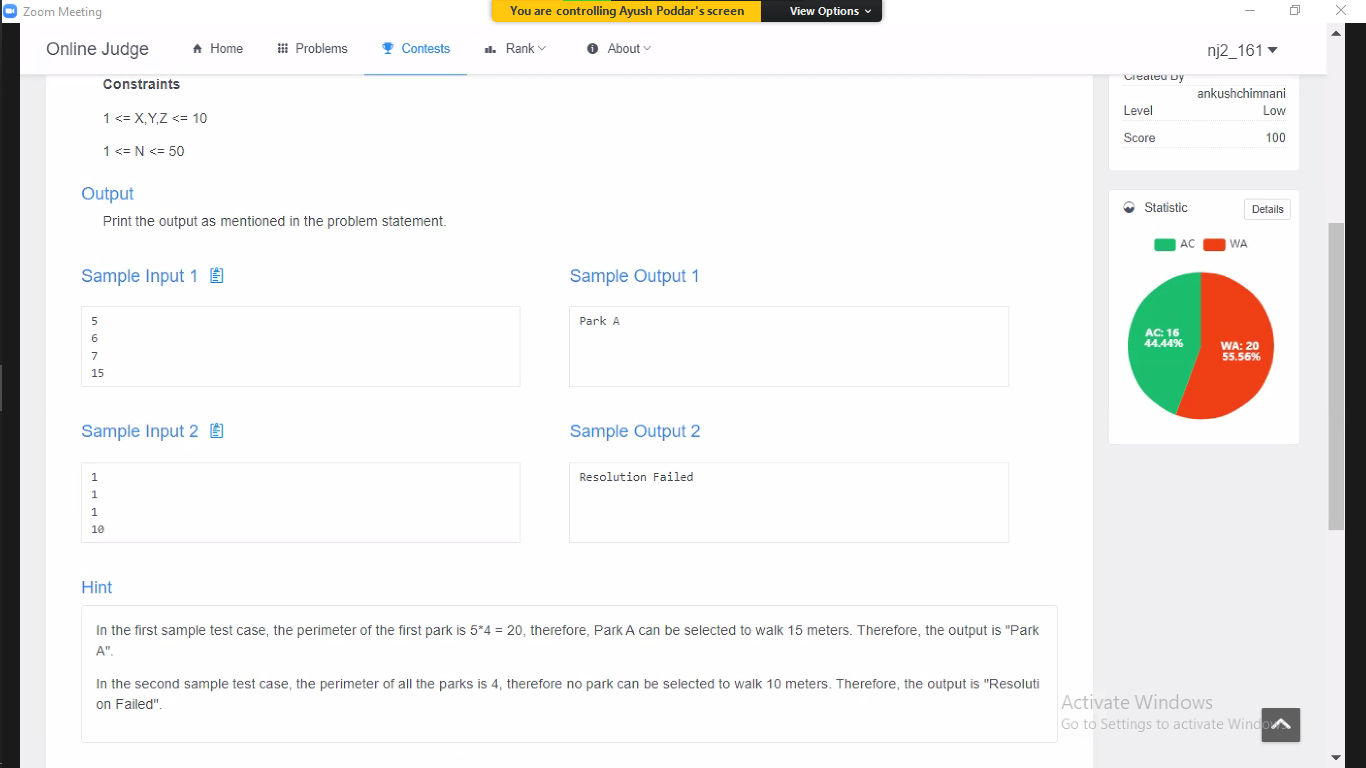 Zoom Meeting
You are controlling Ayush Poddar's screen
View Options
Online Judge
Home
Problems
Contests
Rank
About
nj2_161
Constraints
1 <= X,Y,Z <= 10
1 <= N <= 50
Output
Print the output as mentioned in the problem statement.
Sample Input 1
Sample Output 1
5
6
7
15
Park A
Sample Input 2
Sample Output 2
1
1
1
10
Resolution Failed
Hint
In the first sample test case, the perimeter of the first park is 5*4 = 20, therefore, Park A can be selected to walk 15 meters. Therefore, the output is "Park
A".
In the second sample test case, the perimeter of all the parks is 4, therefore no park can be selected to walk 10 meters. Therefore, the output is "Resoluti
on Failed".
Created By
ankushchimnani
Level
Low
Score
100
Statistic
Details
AC
WA
AC: 16
44.44%
WA: 20
55.56%
Activate Windows
Go to Settings to activate Windows.